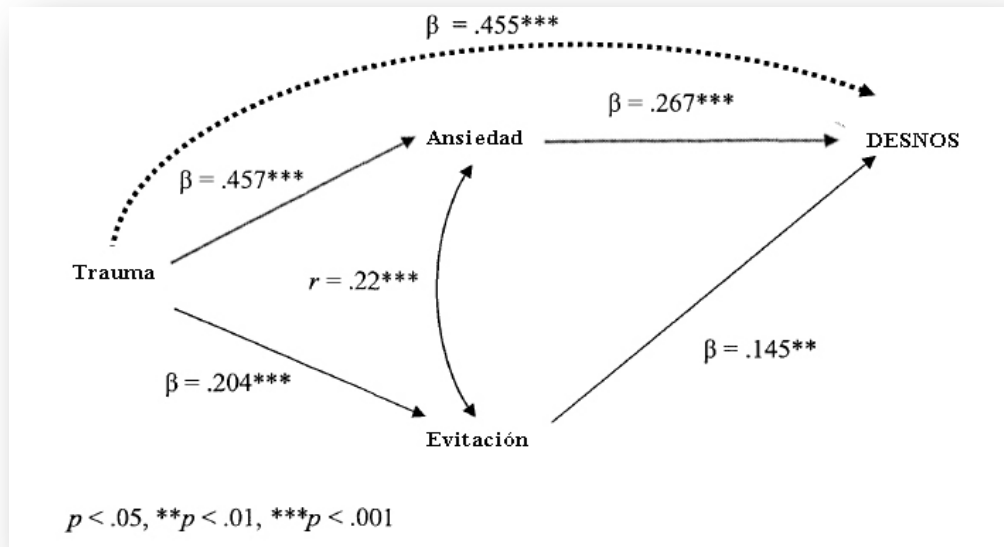 β = .455***
β = .267***
Ansiedad
DESNOS
β = .457***
Trauma
r = .22***
β = .145**
β = .204***
Evitación
p < .05, **p < .01, ***p < .001